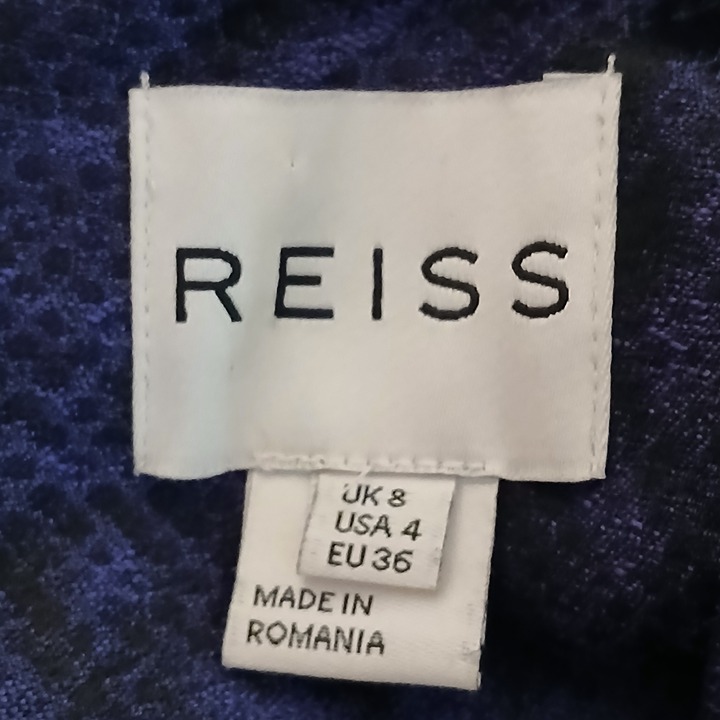 REISS
UK 8
USA 4
EU 36
MADE IN
ROMANIA